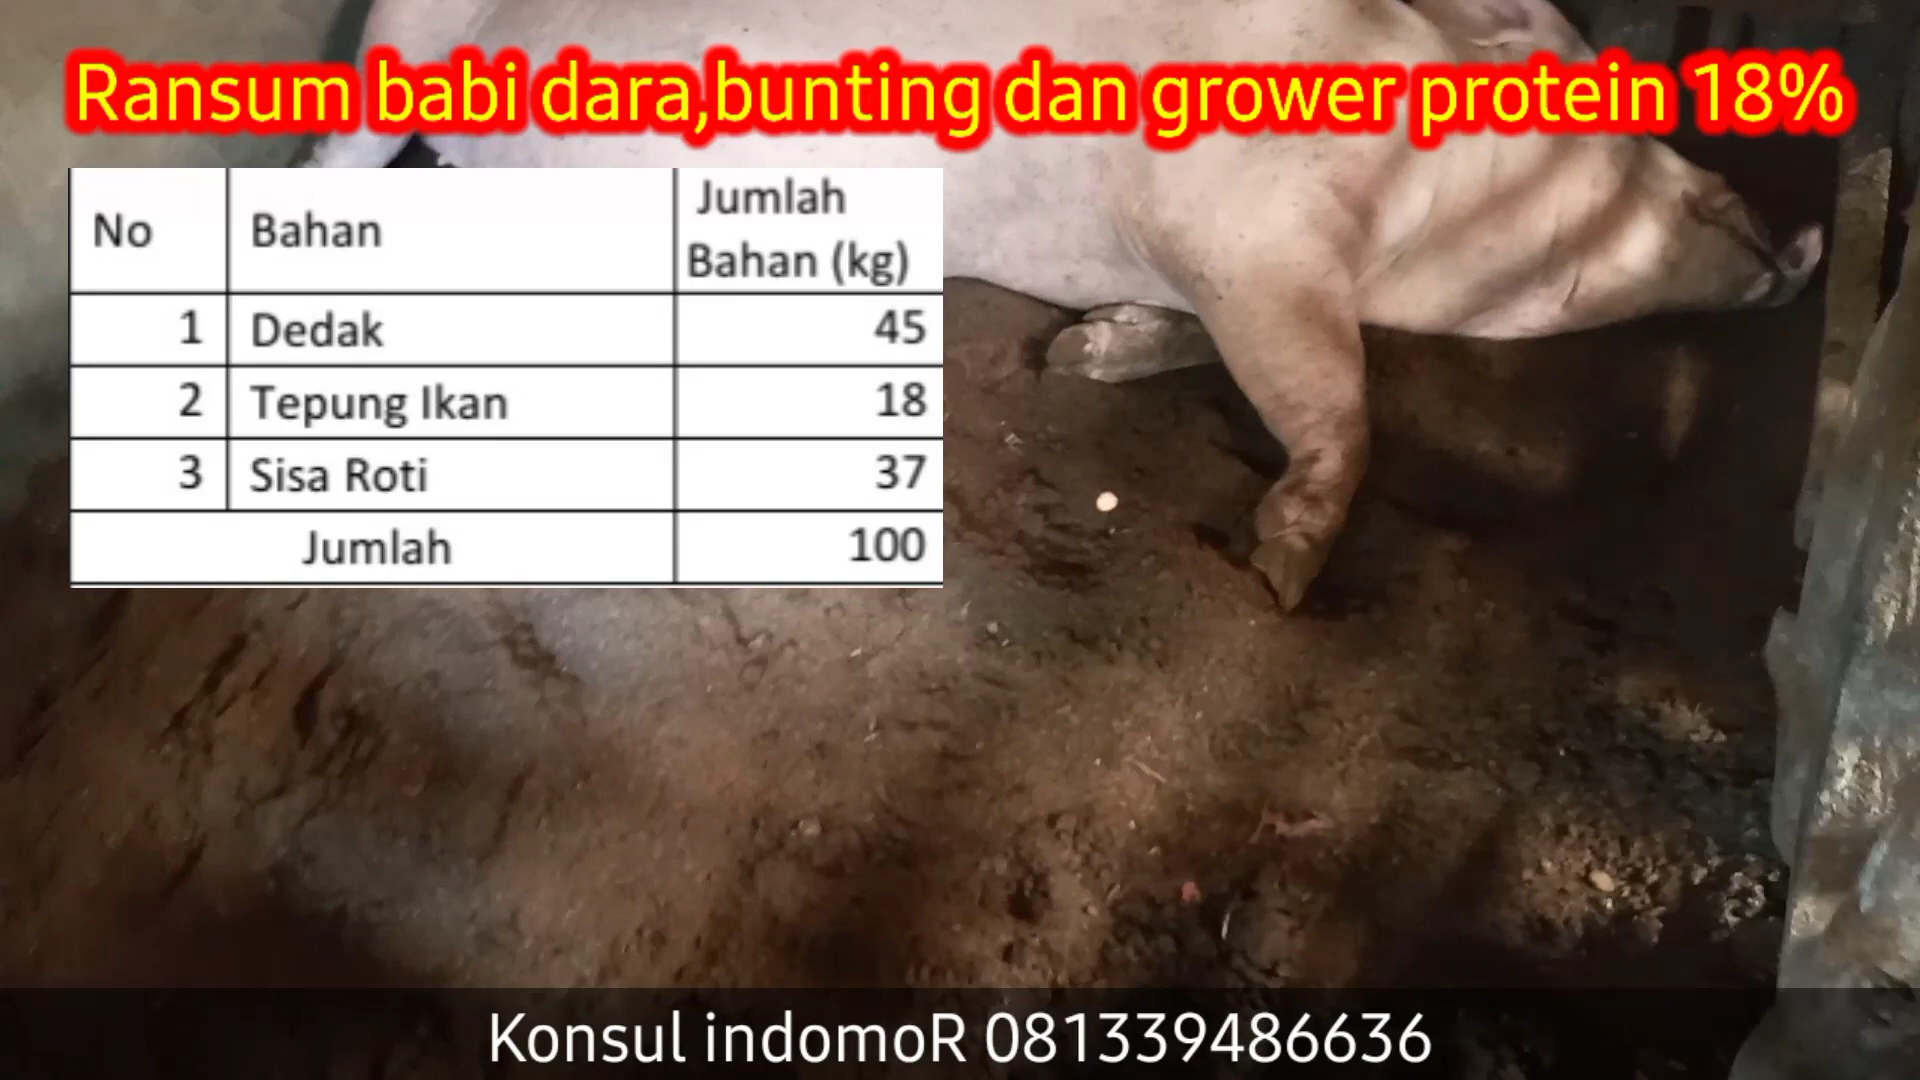 Ransum babi dara,bunting dan grower protein 18%
No Bahan Jumlah Bahan (kg)
1 Dedak 45
2 Tepung Ikan 18
3 Sisa Roti 37
Jumlah 100
Konsul indomoR 081339486636